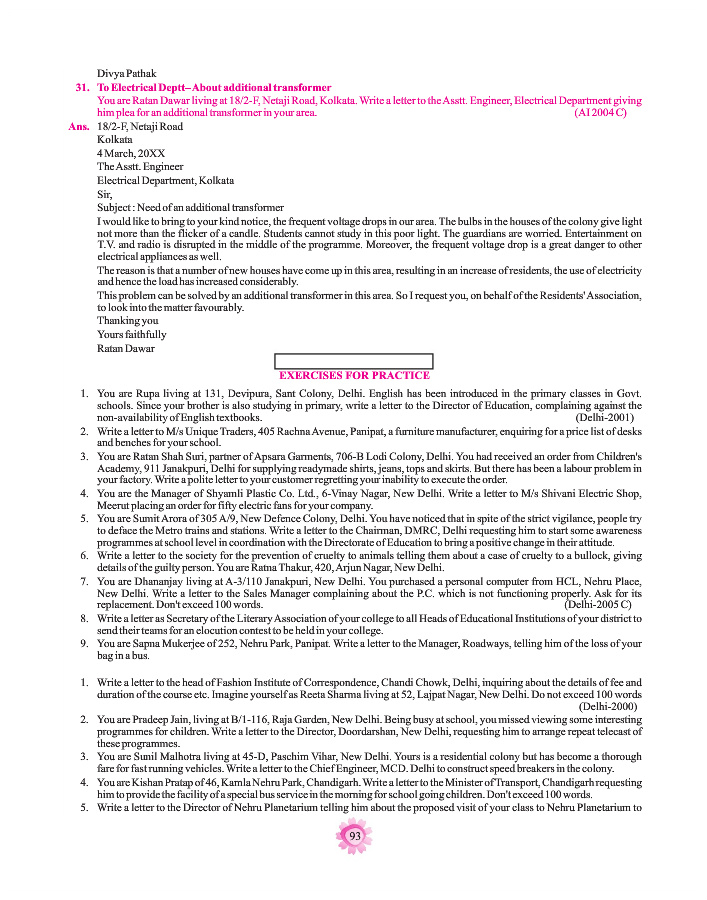 Divya Pathak
31. To Electrical Deptt–About additional transformer
You are Ratan Dawar living at 18/2-F, Netaji Road, Kolkata. Write a letter to the Asstt. Engineer, Electrical Department giving
him plea for an additional transformer in your area. (AI 2004 C)
Ans. 18/2-F, Netaji Road
Kolkata
4 March, 20XX
The Asstt. Engineer
Electrical Department, Kolkata
Sir,
Subject : Need of an additional transformer
I would like to bring to your kind notice, the frequent voltage drops in our area. The bulbs in the houses of the colony give light
not more than the flicker of a candle. Students cannot study in this poor light. The guardians are worried. Entertainment on
T.V. and radio is disrupted in the middle of the programme. Moreover, the frequent voltage drop is a great danger to other
electrical appliances as well.
The reason is that a number of new houses have come up in this area, resulting in an increase of residents, the use of electricity
and hence the load has increased considerably.
This problem can be solved by an additional transformer in this area. So I request you, on behalf of the Residents' Association,
to look into the matter favourably.
Thanking you
Yours faithfully
Ratan Dawar
EXERCISES FOR PRACTICE
1. You are Rupa living at 131, Devipura, Sant Colony, Delhi. English has been introduced in the primary classes in Govt.
schools. Since your brother is also studying in primary, write a letter to the Director of Education, complaining against the
non-availability of English textbooks. (Delhi-2001)
2. Write a letter to M/s Unique Traders, 405 Rachna Avenue, Panipat, a furniture manufacturer, enquiring for a price list of desks
and benches for your school.
3. You are Ratan Shah Suri, partner of Apsara Garments, 706-B Lodi Colony, Delhi. You had received an order from Children's
Academy, 911 Janakpuri, Delhi for supplying readymade shirts, jeans, tops and skirts. But there has been a labour problem in
your factory. Write a polite letter to your customer regretting your inability to execute the order.
4. You are the Manager of Shyamli Plastic Co. Ltd., 6-Vinay Nagar, New Delhi. Write a letter to M/s Shivani Electric Shop,
Meerut placing an order for fifty electric fans for your company.
5. You are Sumit Arora of 305 A/9, New Defence Colony, Delhi. You have noticed that in spite of the strict vigilance, people try
to deface the Metro trains and stations. Write a letter to the Chairman, DMRC, Delhi requesting him to start some awareness
programmes at school level in coordination with the Directorate of Education to bring a positive change in their attitude.
6. Write a letter to the society for the prevention of cruelty to animals telling them about a case of cruelty to a bullock, giving
details of the guilty person. You are Ratna Thakur, 420, Arjun Nagar, New Delhi.
7. You are Dhananjay living at A-3/110 Janakpuri, New Delhi. You purchased a personal computer from HCL, Nehru Place,
New Delhi. Write a letter to the Sales Manager complaining about the P.C. which is not functioning properly. Ask for its
replacement. Don't exceed 100 words. (Delhi-2005 C)
8. Write a letter as Secretary of the Literary Association of your college to all Heads of Educational Institutions of your district to
send their teams for an elocution contest to be held in your college.
9. You are Sapna Mukerjee of 252, Nehru Park, Panipat. Write a letter to the Manager, Roadways, telling him of the loss of your
bag in a bus.
1. Write a letter to the head of Fashion Institute of Correspondence, Chandi Chowk, Delhi, inquiring about the details of fee and
duration of the course etc. Imagine yourself as Reeta Sharma living at 52, Lajpat Nagar, New Delhi. Do not exceed 100 words
(Delhi-2000)
2. You are Pradeep Jain, living at B/1-116, Raja Garden, New Delhi. Being busy at school, you missed viewing some interesting
programmes for children. Write a letter to the Director, Doordarshan, New Delhi, requesting him to arrange repeat telecast of
these programmes.
3. You are Sunil Malhotra living at 45-D, Paschim Vihar, New Delhi. Yours is a residential colony but has become a thorough
fare for fast running vehicles. Write a letter to the Chief Engineer, MCD. Delhi to construct speed breakers in the colony.
4. You are Kishan Pratap of 46, Kamla Nehru Park, Chandigarh. Write a letter to the Minister of Transport, Chandigarh requesting
him to provide the facility of a special bus service in the morning for school going children. Don't exceed 100 words.
5. Write a letter to the Director of Nehru Planetarium telling him about the proposed visit of your class to Nehru Planetarium to
93